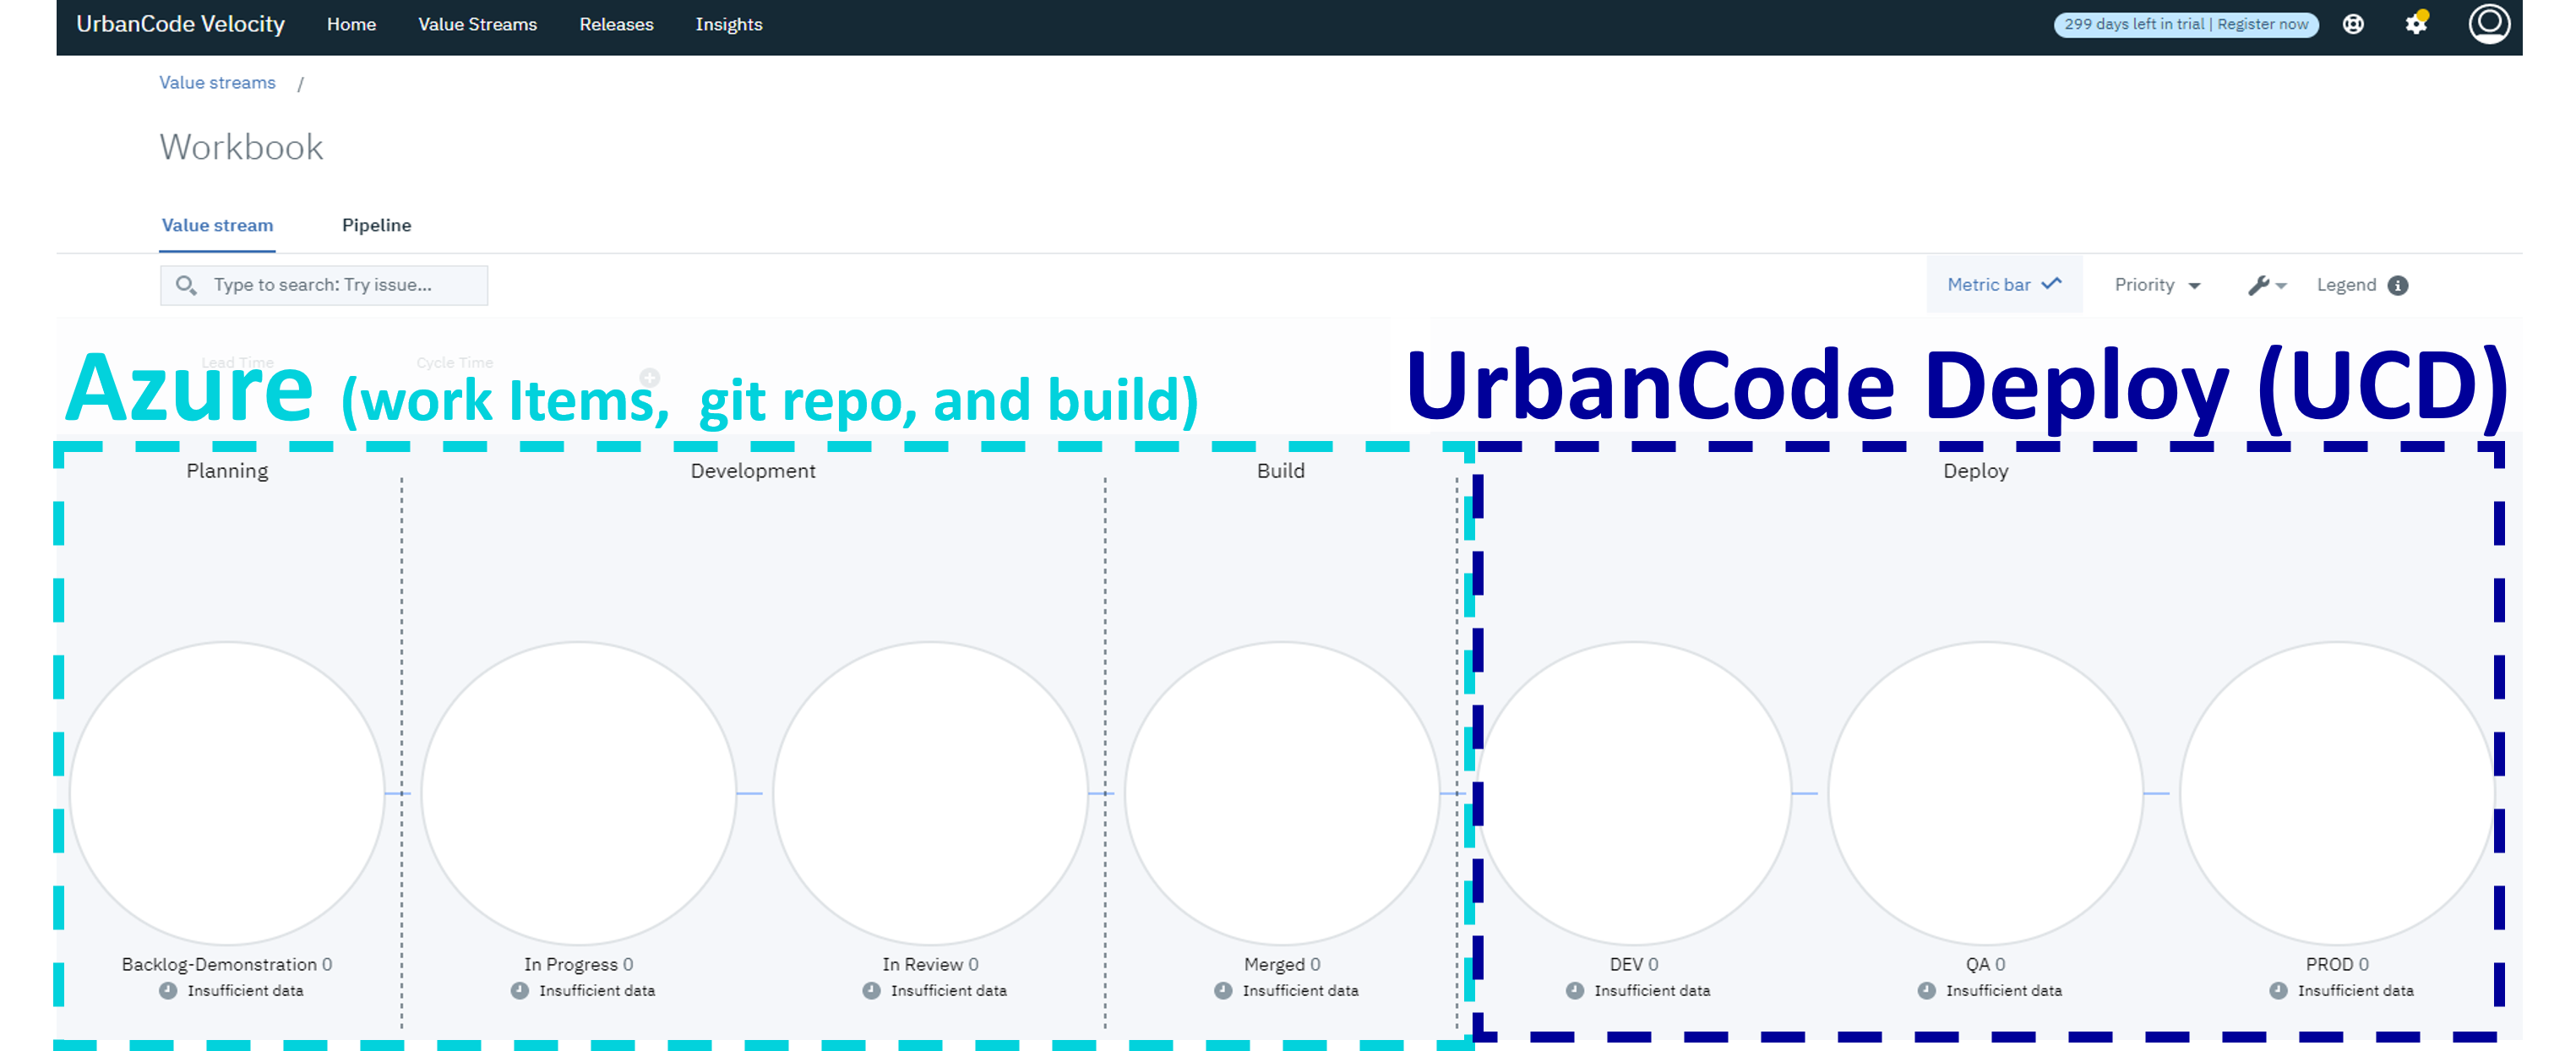 UrbanCode Velocity Home Value Streams Releases Insights 299 days left in trial | Register now
Value streams /
Workbook
Value stream Pipeline
Type to search: Try issue... Metric bar Priority Legend
Lead Time Cycle Time
Azure (work Items, git repo, and build) UrbanCode Deploy (UCD)
Planning Development Build Deploy
Backlog-Demonstration 0 In Progress 0 In Review 0 Merged 0 DEV 0 QA 0 PROD 0
Insufficient data Insufficient data Insufficient data Insufficient data Insufficient data Insufficient data Insufficient data